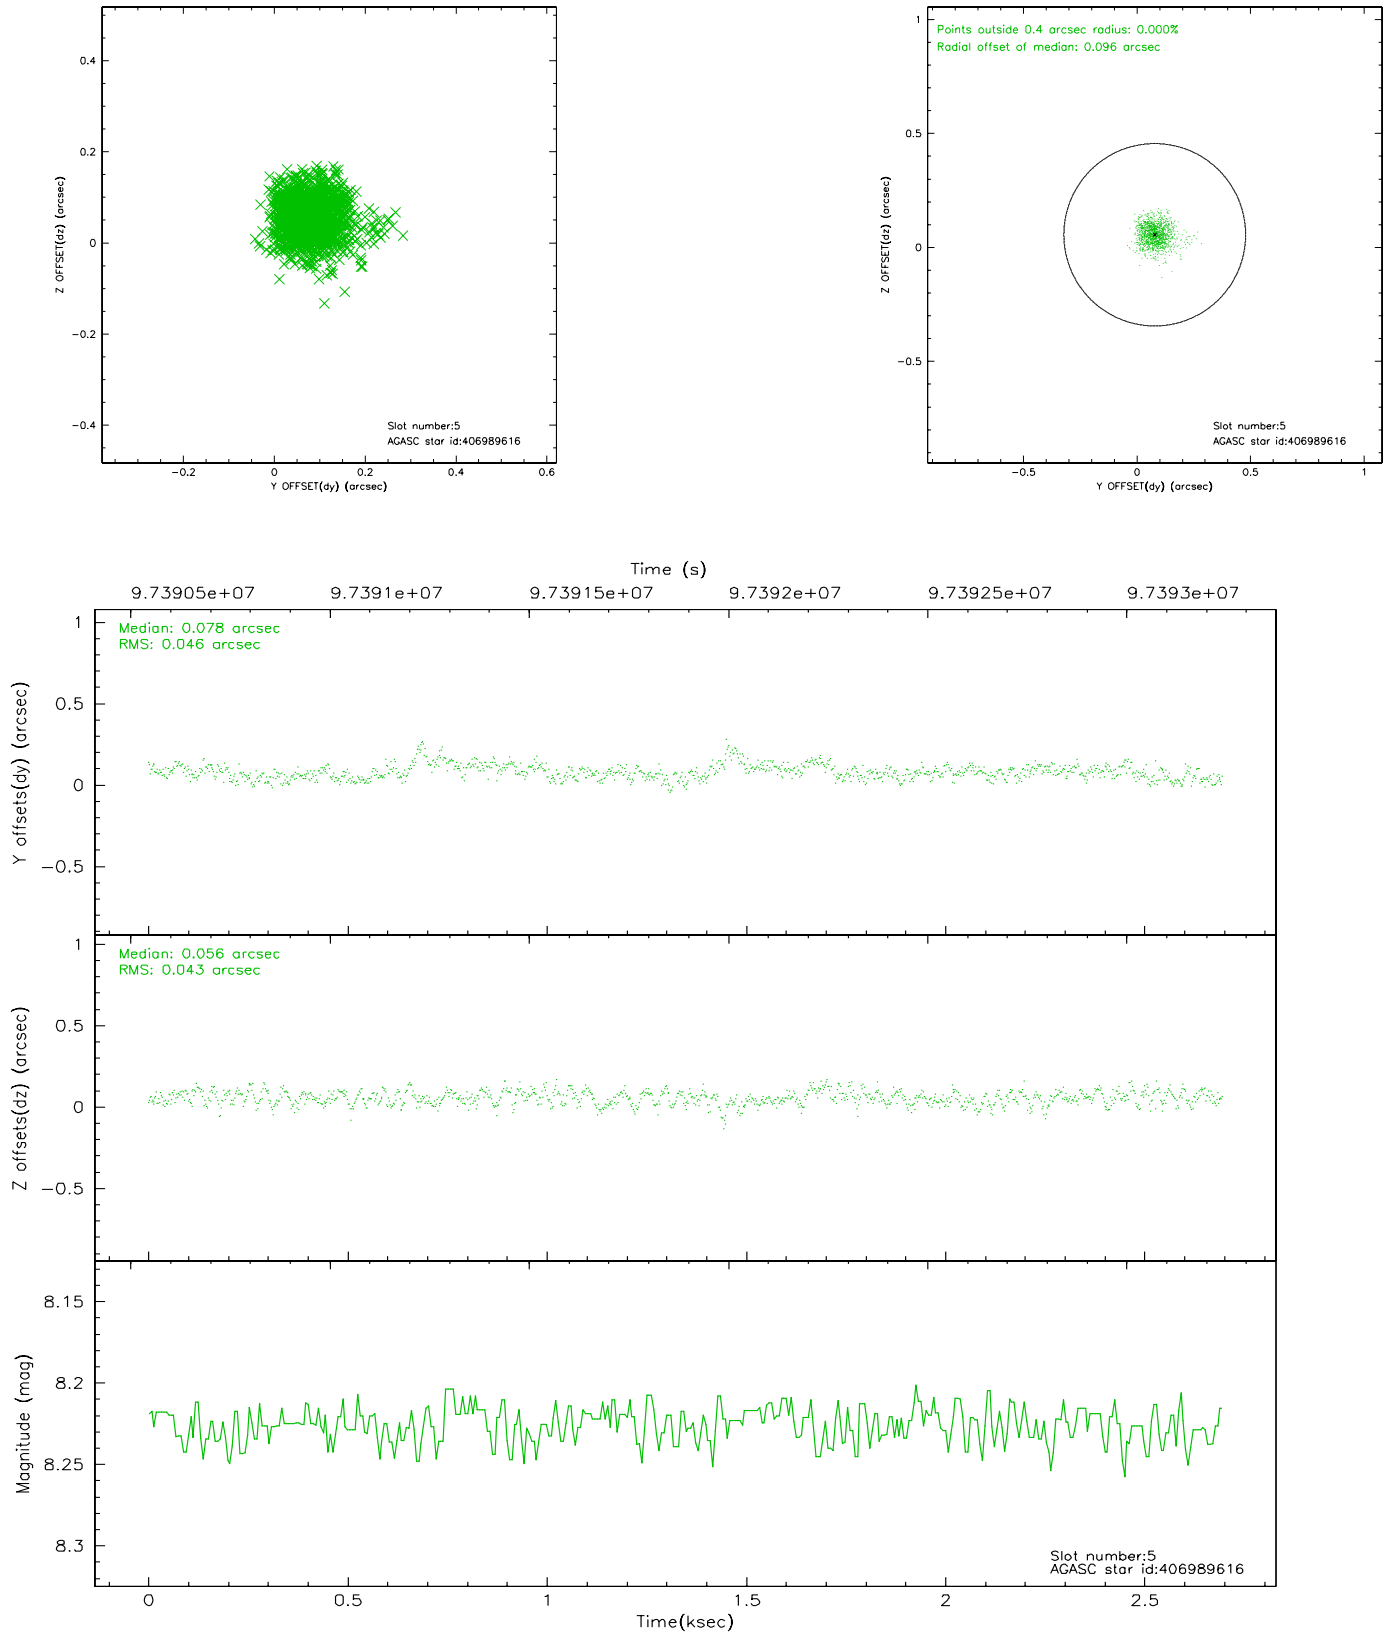 0.4
0.2
0
−0.2
−0.4
Z OFFSET(dz) (arcsec)
Slot number:5
AGASC star id:406989616
−0.2 0 0.2 0.4 0.6
Y OFFSET(dy) (arcsec)
1
0.5
0
−0.5
Z OFFSET(dz) (arcsec)
Points outside 0.4 arcsec radius: 0.000%
Radial offset of median: 0.096 arcsec
Slot number:5
AGASC star id:406989616
−0.5 0 0.5 1
Y OFFSET(dy) (arcsec)
Time (s)
9.73905e+07 9.7391e+07 9.73915e+07 9.7392e+07 9.73925e+07 9.7393e+07
Median: 0.078 arcsec
RMS: 0.046 arcsec
1
0.5
0
−0.5
Y offsets(dy) (arcsec)
Median: 0.056 arcsec
RMS: 0.043 arcsec
1
0.5
0
−0.5
Z offsets(dz) (arcsec)
8.15
8.2
8.25
8.3
Magnitude (mag)
Slot number:5
AGASC star id:406989616
0 0.5 1 1.5 2 2.5
Time(ksec)